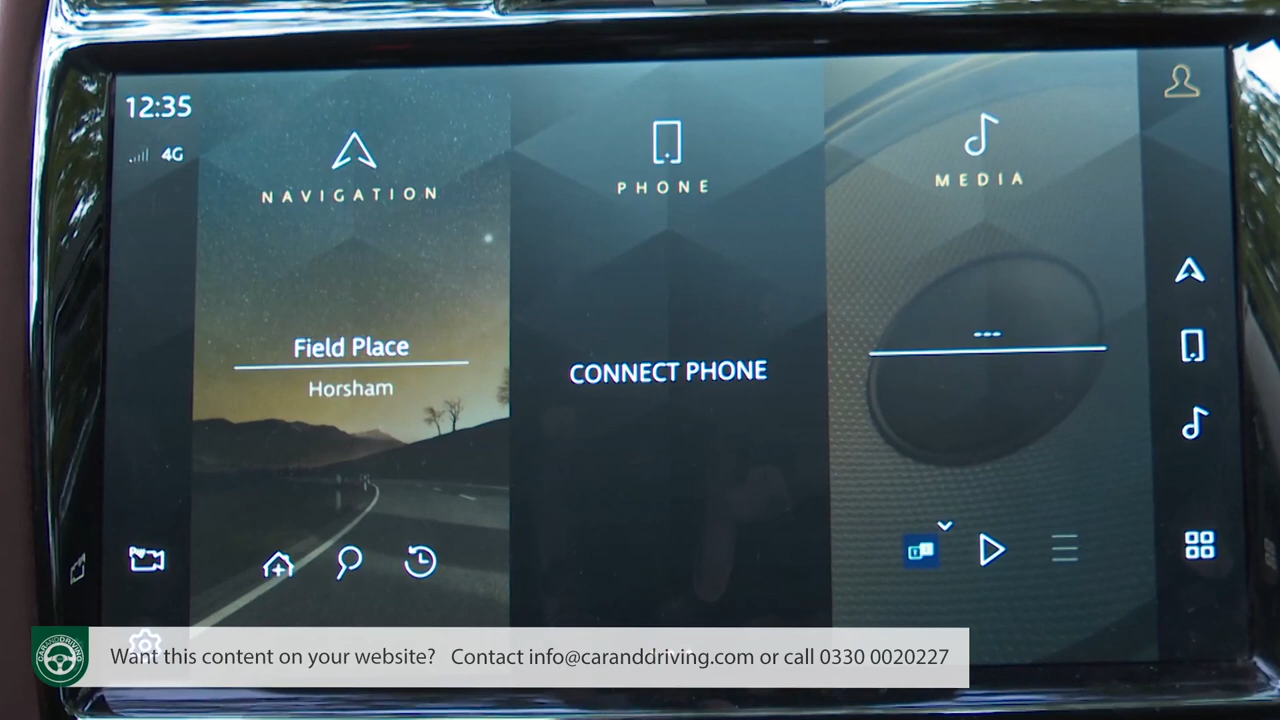 12:35
4G
NAVIGATION
PHONE
MEDIA
Field Place
Horsham
CONNECT PHONE
---
CARANDDRIVING
Want this content on your website? Contact info@caranddriving.com or call 0330 0020227